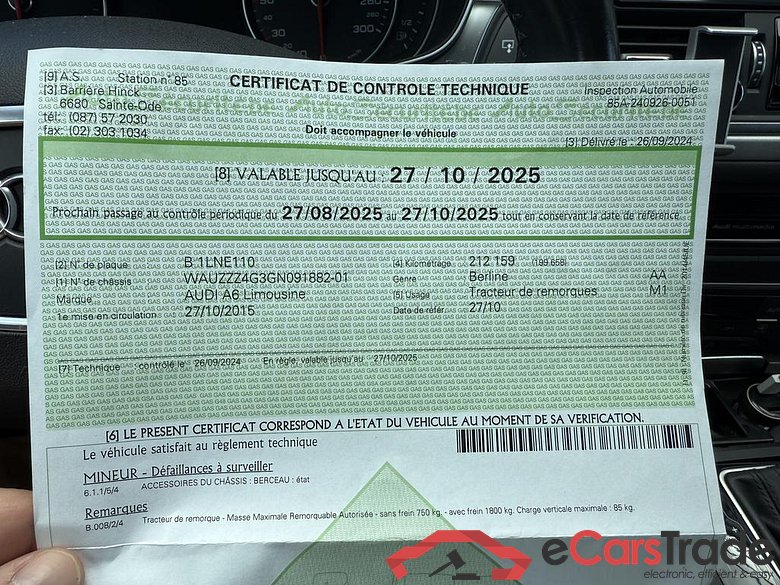 [9] A.S. Station n° 85
[3] Barrière Hinck
6680 Sainte-Ode
tél: (087) 57.2030
fax: (02) 303.1034
CERTIFICAT DE CONTROLE TECHNIQUE
Doit accompagner le véhicule
Inspection Automobile
85A-240926-0051
[3] Délivré le : 26/09/2024
[8] VALABLE JUSQU'AU : 27 / 10 / 2025
Prochain passage au contrôle périodique du 27/08/2025 au 27/10/2025 tout en conservant la date de référence
[2] N° de plaque B 1LNE110
[1] N° de châssis WAUZZZ4G3GN091882-01
Marque AUDI A6 Limousine
1e mise en circulation 27/10/2015
[4] Kilométrage 212 159 (199 658)
Genre Berline AA
[5] Usage Tracteur de remorques M1
Date de référ. 27/10
[7] Technique : contrôlé le 26/09/2024 En règle, valable jusqu'au 27/10/2025
[6] LE PRESENT CERTIFICAT CORRESPOND A L'ETAT DU VEHICULE AU MOMENT DE SA VERIFICATION.
Le véhicule satisfait au règlement technique
MINEUR - Défaillances à surveiller
6.1.1/5/4 ACCESSOIRES DU CHÂSSIS : BERCEAU : état
Remarques
B.008/2/4 Tracteur de remorque - Masse Maximale Remorquable Autorisée - sans frein 750 kg. - avec frein 1800 kg. Charge verticale maximale : 85 kg.
eCarsTrade
electronic, efficient & easy